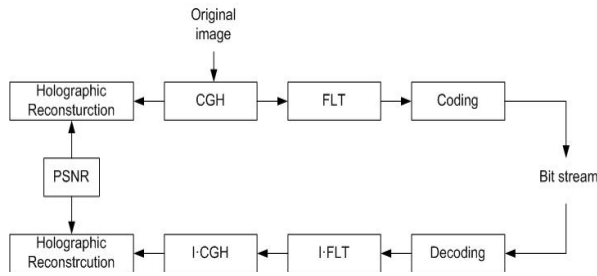 Original
image
Holographic
Reconsturction
CGH
FLT
Coding
PSNR
Bit stream
Holographic
Reconstrcution
I·CGH
I·FLT
Decoding